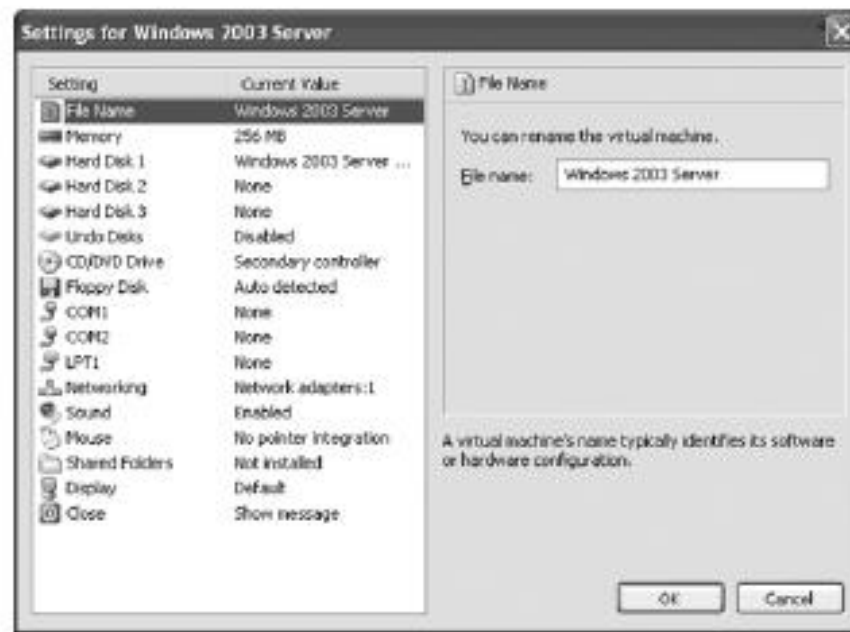 Settings for Windows 2003 Server
Setting Current Value
File Name Windows 2003 Server
Memory 256 MB
Hard Disk 1 Windows 2003 Server ...
Hard Disk 2 None
Hard Disk 3 None
Undo Disks Disabled
CD/DVD Drive Secondary controller
Floppy Disk Auto detected
COM1 None
COM2 None
LPT1 None
Networking Network adapters:1
Sound Enabled
Mouse No pointer integration
Shared Folders Not installed
Display Default
Close Show message
File Name
You can rename the virtual machine.
File name: Windows 2003 Server
A virtual machine's name typically identifies its software
or hardware configuration.
OK Cancel